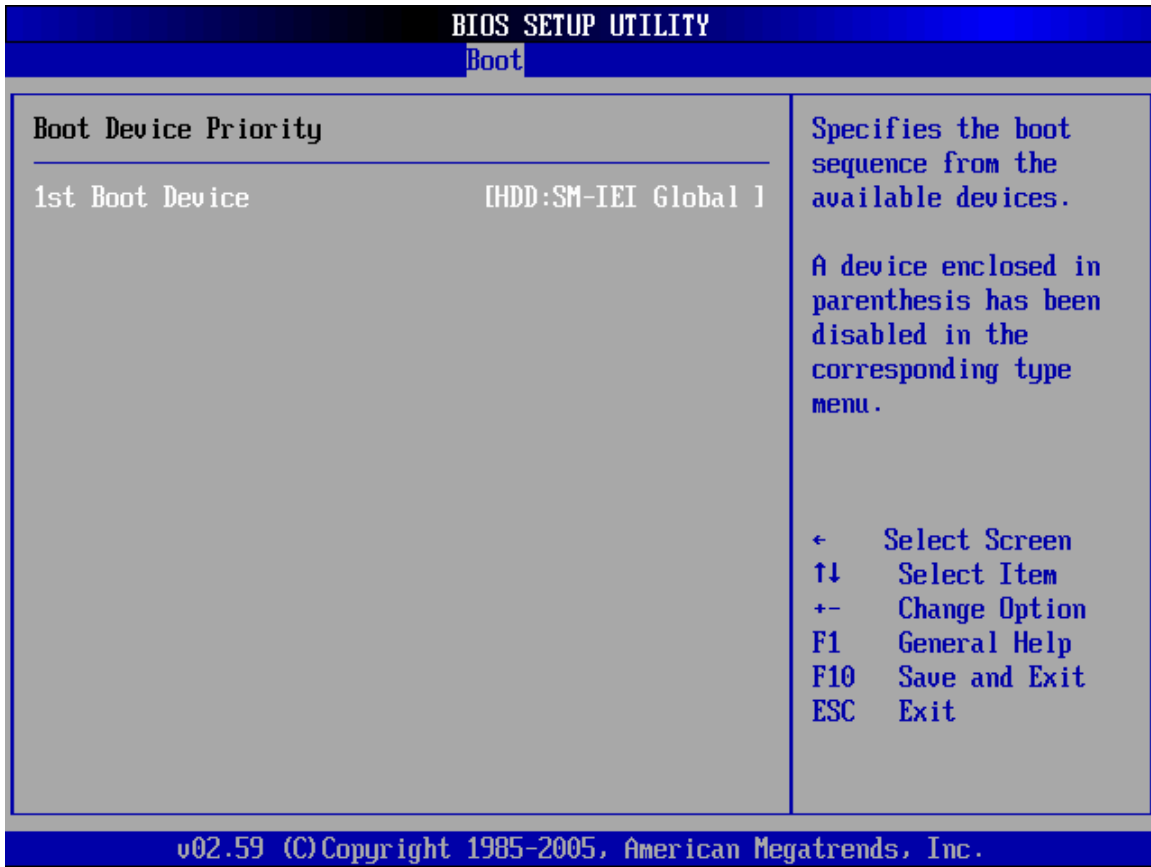 BIOS SETUP UTILITY
Boot
Boot Device Priority
1st Boot Device [HDD:SM-IEI Global ]
Specifies the boot
sequence from the
available devices.
A device enclosed in
parenthesis has been
disabled in the
corresponding type
menu.
← Select Screen
↑↓ Select Item
+- Change Option
F1 General Help
F10 Save and Exit
ESC Exit
v02.59 (C)Copyright 1985-2005, American Megatrends, Inc.